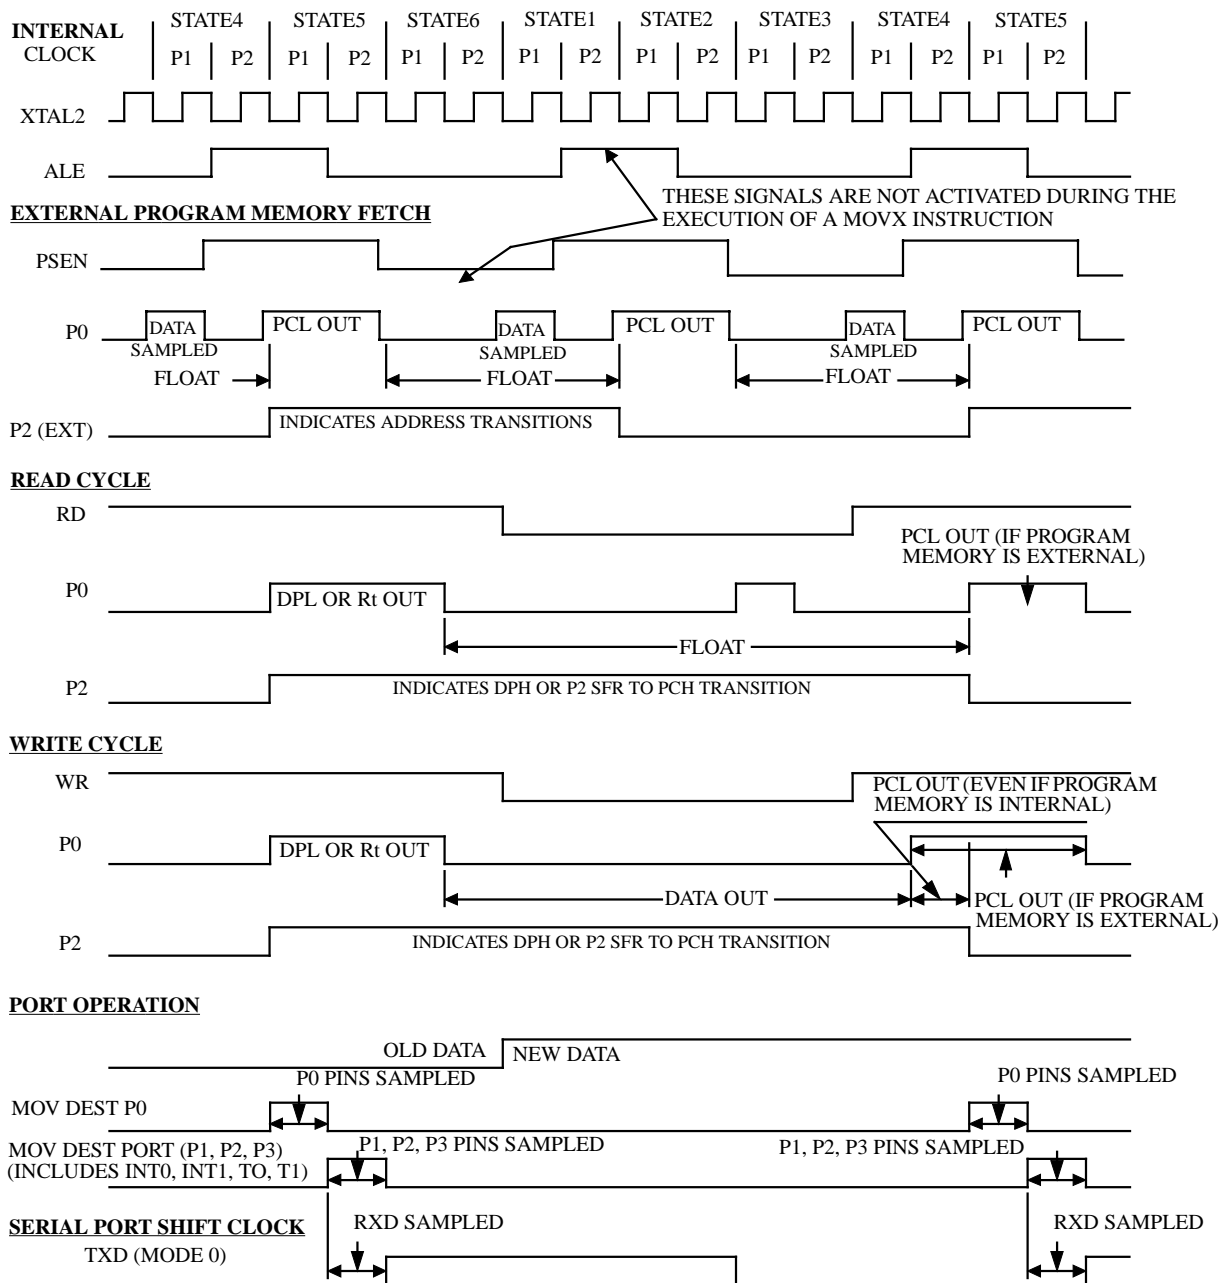 INTERNAL
CLOCK
STATE4 STATE5 STATE6 STATE1 STATE2 STATE3 STATE4 STATE5
P1 P2 P1 P2 P1 P2 P1 P2 P1 P2 P1 P2 P1 P2 P1 P2
XTAL2
ALE
THESE SIGNALS ARE NOT ACTIVATED DURING THE
EXECUTION OF A MOVX INSTRUCTION
EXTERNAL PROGRAM MEMORY FETCH
PSEN
P0
DATA
SAMPLED
PCL OUT
DATA
SAMPLED
PCL OUT
DATA
SAMPLED
PCL OUT
FLOAT FLOAT FLOAT
P2 (EXT)
INDICATES ADDRESS TRANSITIONS
READ CYCLE
RD
PCL OUT (IF PROGRAM
MEMORY IS EXTERNAL)
P0
DPL OR Rt OUT
FLOAT
P2
INDICATES DPH OR P2 SFR TO PCH TRANSITION
WRITE CYCLE
WR
PCL OUT (EVEN IF PROGRAM
MEMORY IS INTERNAL)
P0
DPL OR Rt OUT
DATA OUT
PCL OUT (IF PROGRAM
MEMORY IS EXTERNAL)
P2
INDICATES DPH OR P2 SFR TO PCH TRANSITION
PORT OPERATION
OLD DATA NEW DATA
P0 PINS SAMPLED P0 PINS SAMPLED
MOV DEST P0
MOV DEST PORT (P1, P2, P3)
(INCLUDES INT0, INT1, TO, T1)
P1, P2, P3 PINS SAMPLED P1, P2, P3 PINS SAMPLED
SERIAL PORT SHIFT CLOCK
TXD (MODE 0)
RXD SAMPLED RXD SAMPLED